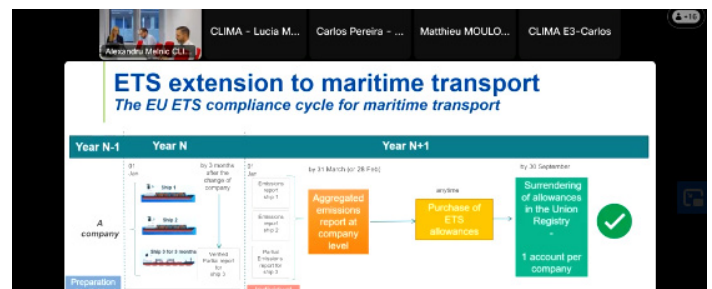 +16
CLIMA - Lucia M...
Carlos Pereira - ...
Matthieu MOULO...
CLIMA E3-Carlos
Alexandru Melnic CLI...
ETS extension to maritime transport
The EU ETS compliance cycle for maritime transport
Year N-1
Year N
Year N+1
01
Jan
by 3 months
after the
change of
company
01
Jan
by 31 March (or 28 Feb)
by 30 September
A
company
Ship 1
Ship 2
Ship 3 for 3 months
Verified
Partial report
for
ship 3
Emissions
report
ship 1
Emissions
report
ship 2
Partial
Emissions
Report for
ship 3
Aggregated
emissions
report at
company
level
anytime
Purchase of
ETS
allowances
Surrendering
of allowances
in the Union
Registry
-
1 account per
company
Preparation